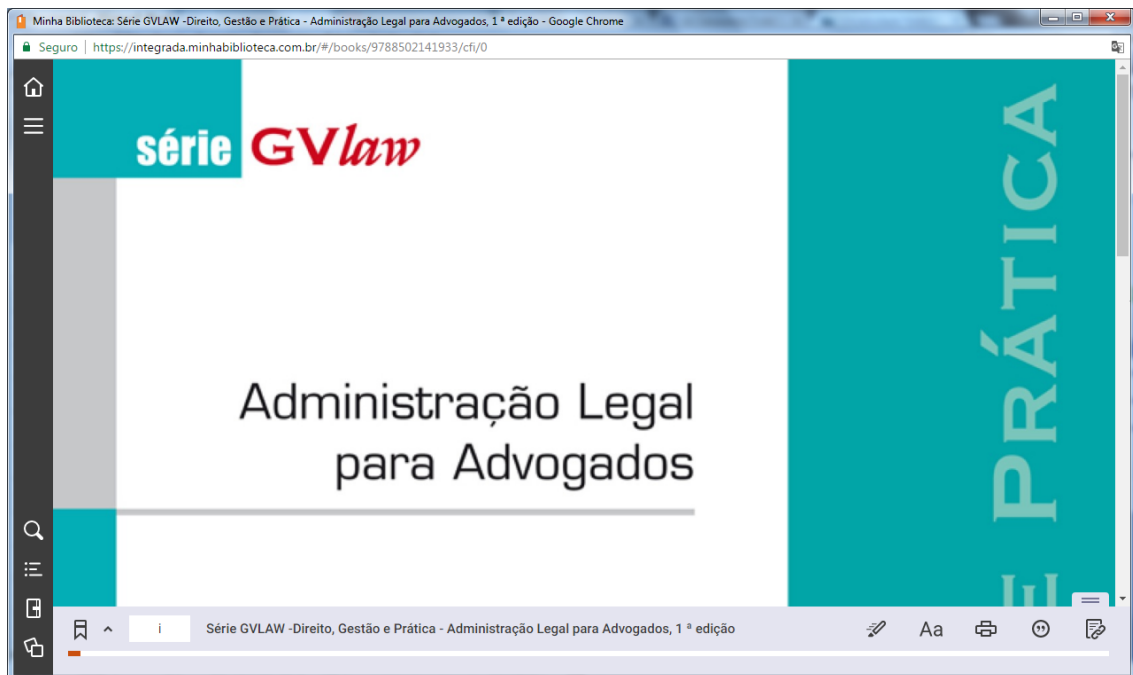 Minha Biblioteca: Série GVLAW -Direito, Gestão e Prática - Administração Legal para Advogados, 1 ª edição - Google Chrome
Seguro | https://integrada.minhabiblioteca.com.br/#/books/9788502141933/cfi/0
série GVlaw
Administração Legal
para Advogados
E PRÁTICA
i
Série GVLAW -Direito, Gestão e Prática - Administração Legal para Advogados, 1 ª edição
Aa